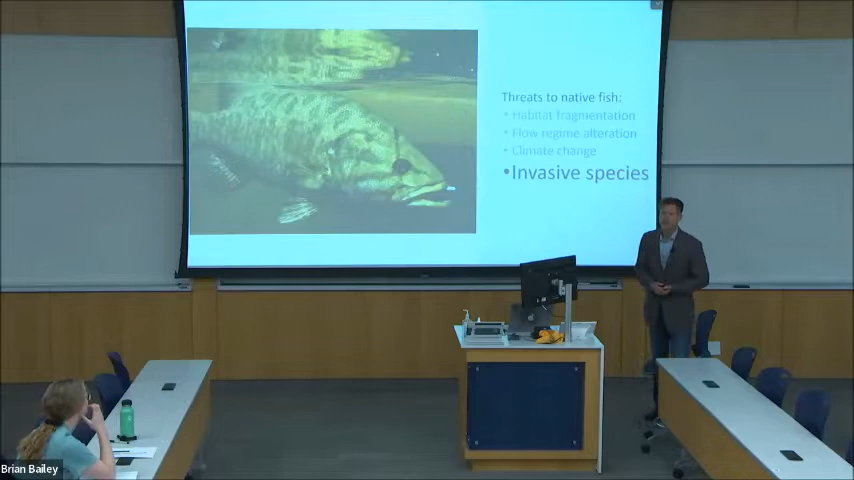 Threats to native fish:
• Habitat fragmentation
• Flow regime alteration
• Climate change
•Invasive species
Brian Bailey